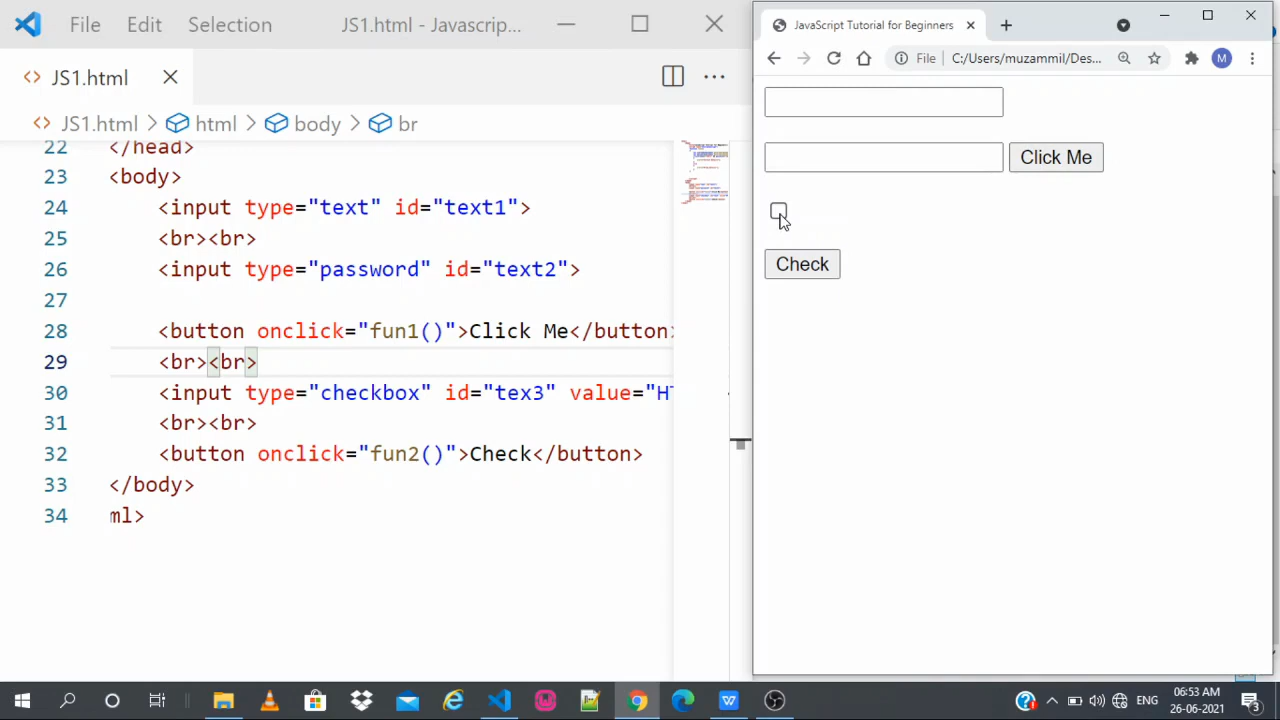 File Edit Selection JS1.html - Javascrip...
JS1.html
JS1.html > html > body > br
22 </head>
23 <body>
24 <input type="text" id="text1">
25 <br><br>
26 <input type="password" id="text2">
27
28 <button onclick="fun1()">Click Me</button>
29 <br><br>
30 <input type="checkbox" id="tex3" value="HT
31 <br><br>
32 <button onclick="fun2()">Check</button>
33 </body>
34 ml>
JavaScript Tutorial for Beginners
File C:/Users/muzammil/Des... M
Click Me
Check
ENG
06:53 AM
26-06-2021
3